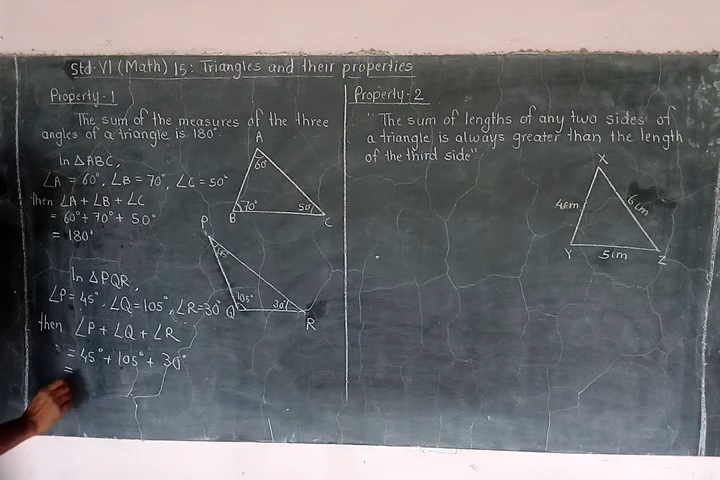 Std-VI (Math) 15: Triangles and their properties
Property-1
The sum of the measures of the three
angles of a triangle is 180°.
In △ABC,
∠A = 60°, ∠B = 70°, ∠C = 50°
then ∠A + ∠B + ∠C
= 60° + 70° + 50°
= 180°
A
60°
B
70°
50°
C
In △PQR,
∠P = 45°, ∠Q = 105°, ∠R = 30°
then ∠P + ∠Q + ∠R
= 45° + 105° + 30°
=
P
45°
105°
Q
30°
R
Property-2
"The sum of lengths of any two sides of
a triangle is always greater than the length
of the third side"
X
4cm
6cm
Y
5cm
Z